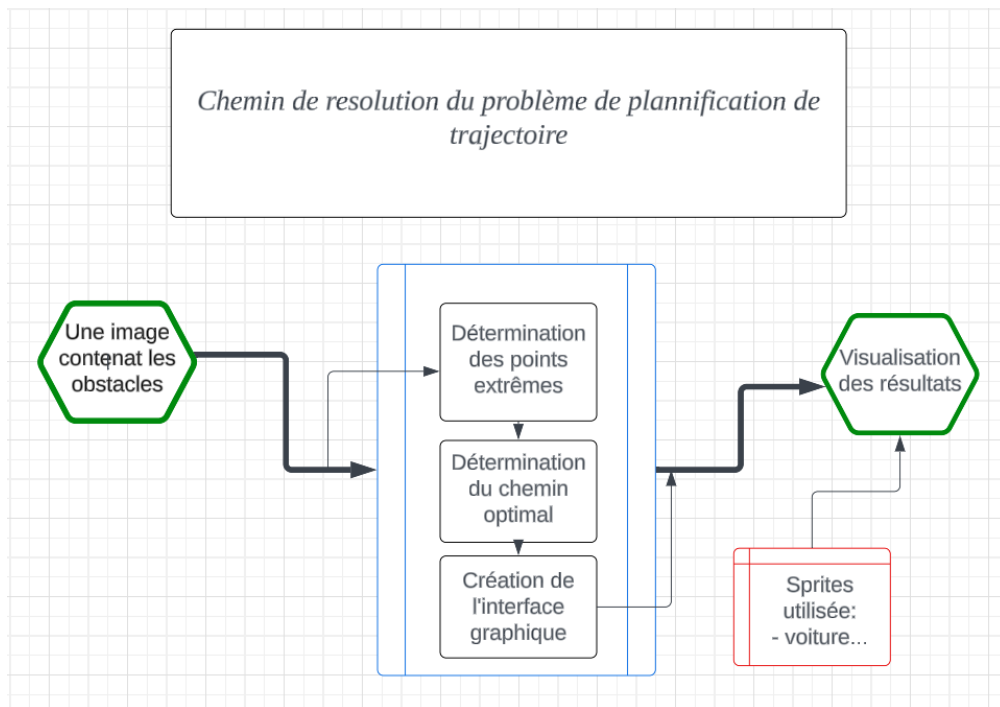 Chemin de resolution du problème de plannification de
trajectoire
Une image
contenat les
obstacles
Détermination
des points
extrêmes
Détermination
du chemin
optimal
Création de
l'interface
graphique
Visualisation
des résultats
Sprites
utilisée:
- voiture...